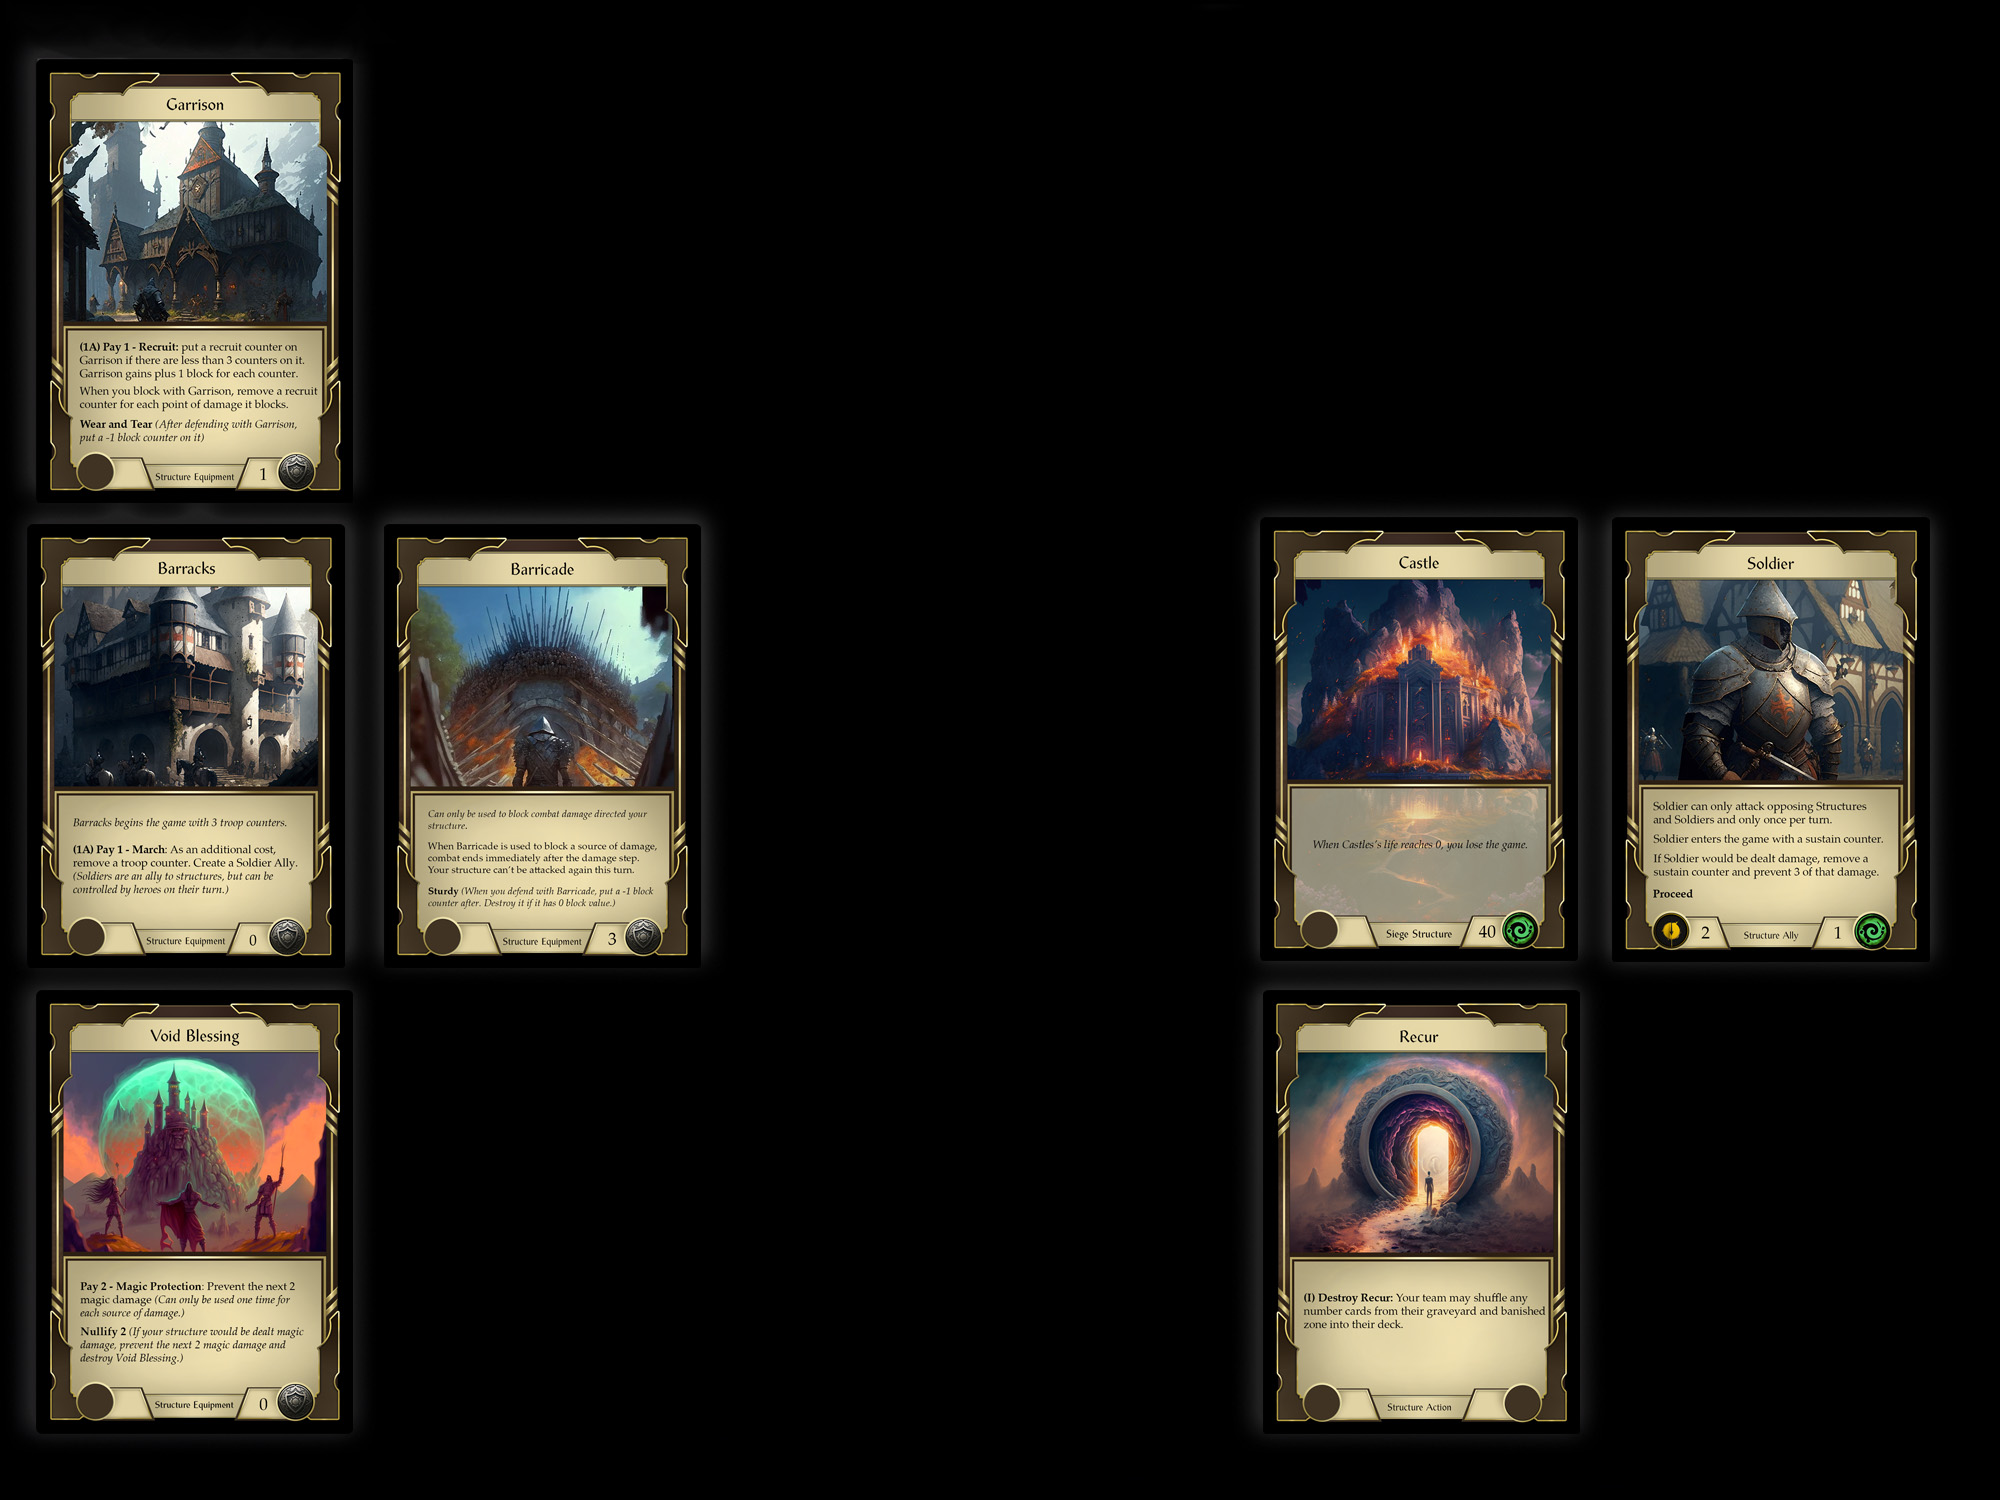 Garrison
(1A) Pay 1 - Recruit: put a recruit counter on
Garrison if there are less than 3 counters on it.
Garrison gains plus 1 block for each counter.
When you block with Garrison, remove a recruit
counter for each point of damage it blocks.
Wear and Tear (After defending with Garrison,
put a -1 block counter on it)
Structure Equipment
1
Barracks
Barracks begins the game with 3 troop counters.
(1A) Pay 1 - March: As an additional cost,
remove a troop counter. Create a Soldier Ally.
(Soldiers are an ally to structures, but can be
controlled by heroes on their turn.)
Structure Equipment
0
Barricade
Can only be used to block combat damage directed your
structure.
When Barricade is used to block a source of damage,
combat ends immediately after the damage step.
Your structure can't be attacked again this turn.
Sturdy (When you defend with Barricade, put a -1 block
counter after. Destroy it if it has 0 block value.)
Structure Equipment
3
Castle
When Castles's life reaches 0, you lose the game.
Siege Structure
40
Soldier
Soldier can only attack opposing Structures
and Soldiers and only once per turn.
Soldier enters the game with a sustain counter.
If Soldier would be dealt damage, remove a
sustain counter and prevent 3 of that damage.
Proceed
2
Structure Ally
1
Void Blessing
Pay 2 - Magic Protection: Prevent the next 2
magic damage (Can only be used one time for
each source of damage.)
Nullify 2 (If your structure would be dealt magic
damage, prevent the next 2 magic damage and
destroy Void Blessing.)
Structure Equipment
0
Recur
(I) Destroy Recur: Your team may shuffle any
number cards from their graveyard and banished
zone into their deck.
Structure Action